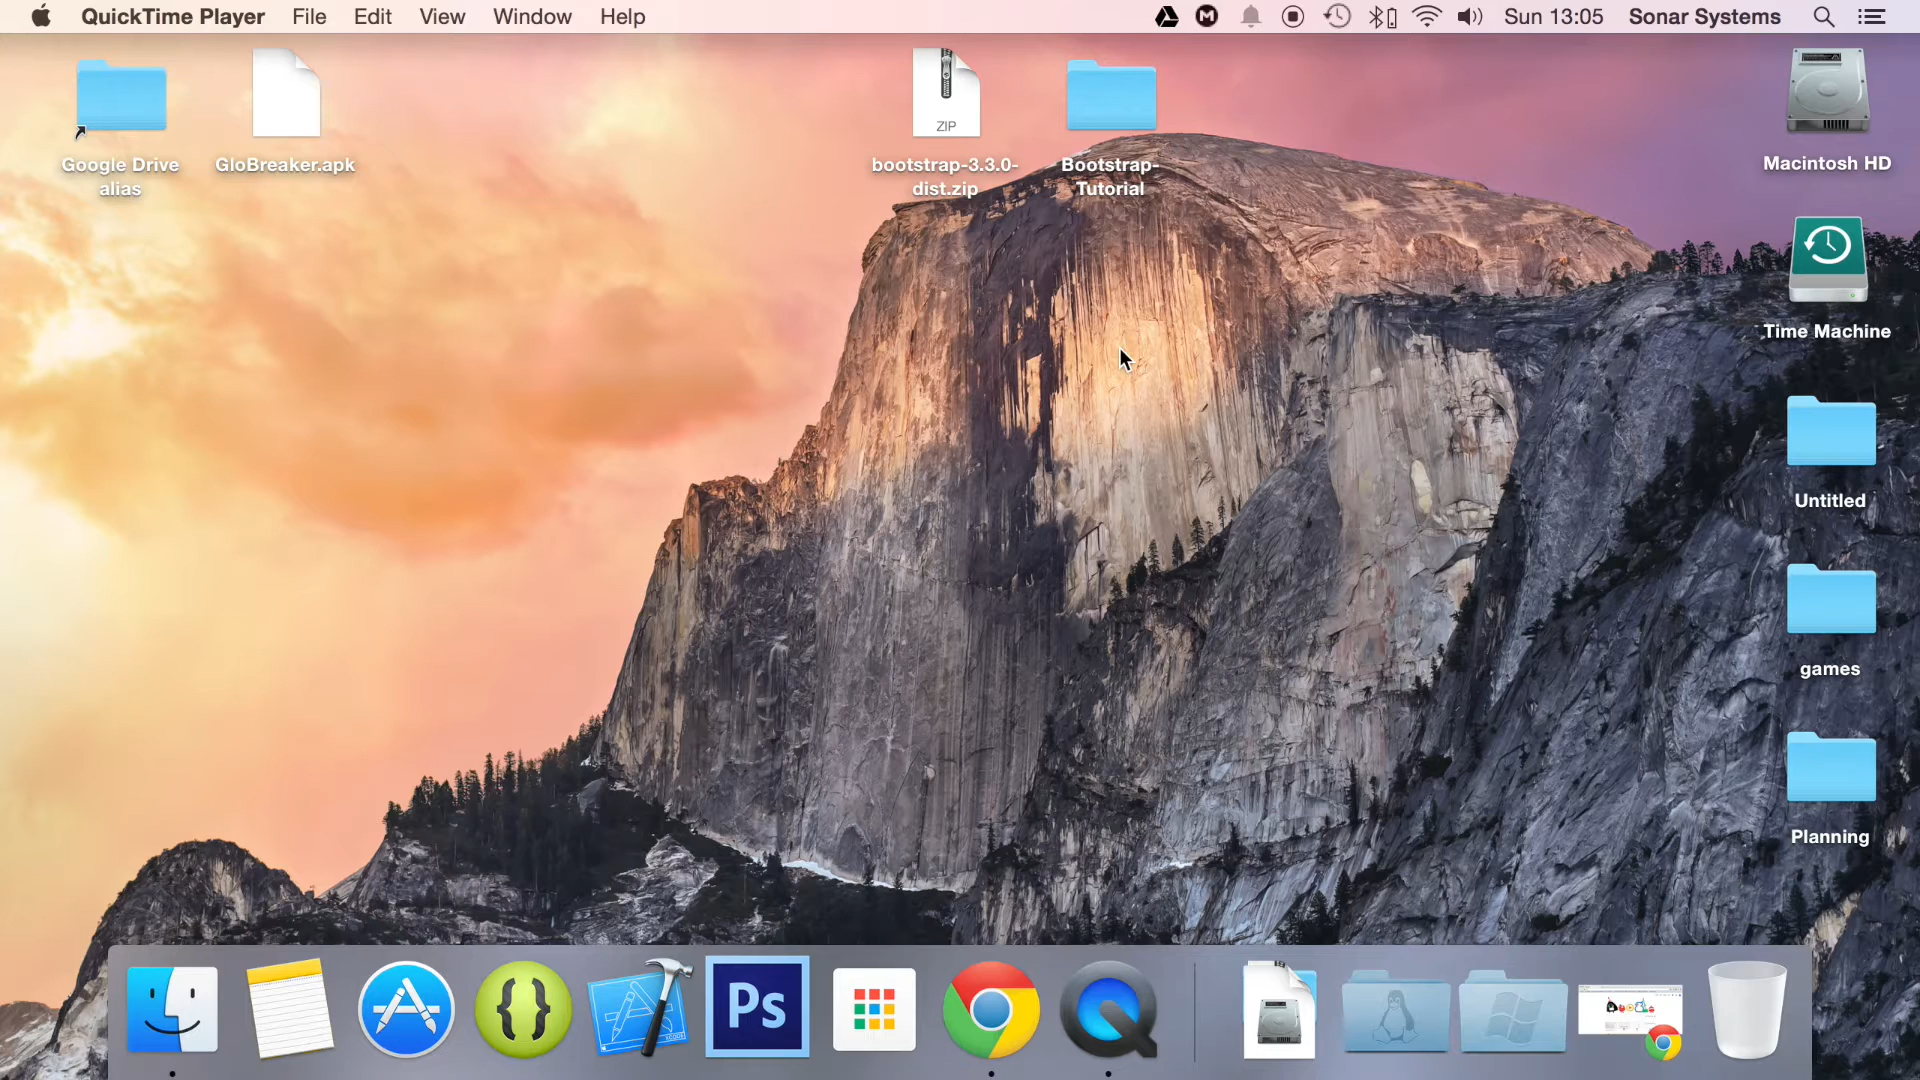 QuickTime Player File Edit View Window Help Sun 13:05 Sonar Systems
Google Drive
alias
GloBreaker.apk
ZIP
bootstrap-3.3.0-
dist.zip
Bootstrap-
Tutorial
Macintosh HD
Time Machine
Untitled
games
Planning
Ps